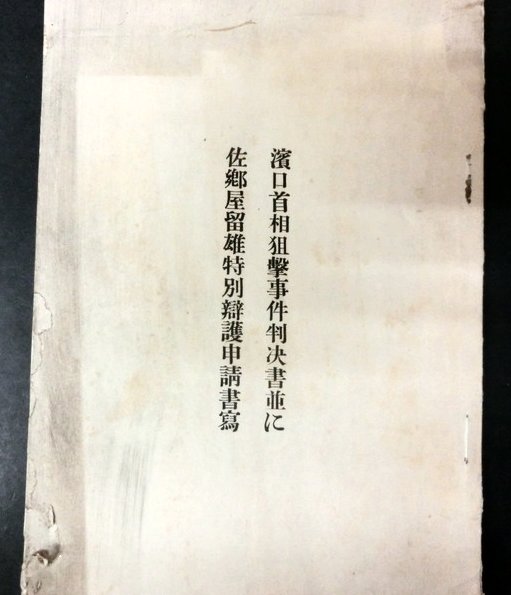 濱口首相狙擊事件判決書並に
佐鄕屋留雄特別辯護申請書寫